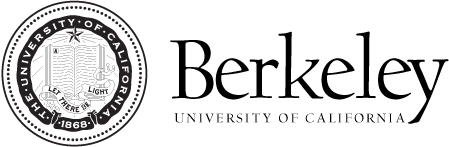 THE UNIVERSITY OF CALIFORNIA
A
LET THERE BE LIGHT
1868
Berkeley
UNIVERSITY OF CALIFORNIA